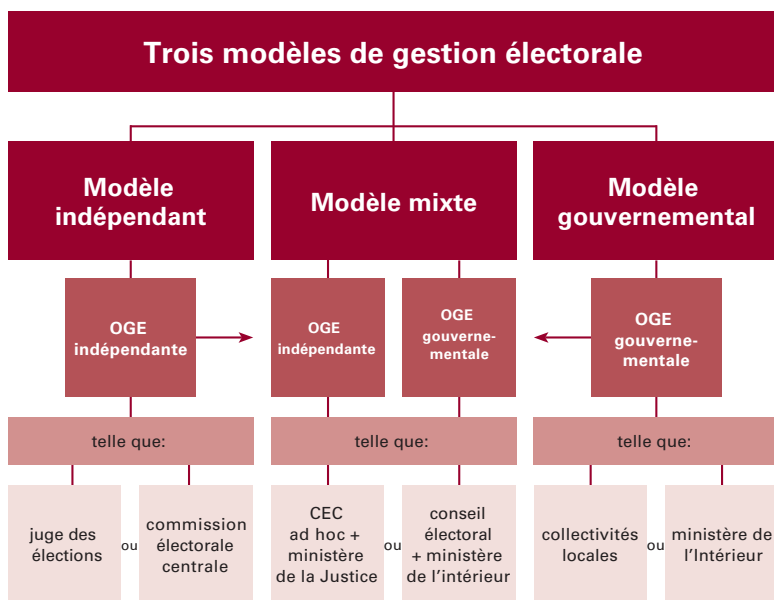 Trois modèles de gestion électorale
Modèle
indépendant
Modèle mixte
Modèle
gouvernemental
OGE
indépendante
OGE
indépendante
OGE
gouverne-
mentale
OGE
gouverne-
mentale
telle que:
telle que:
telle que:
juge des
élections
ou
commission
électorale
centrale
CEC
ad hoc +
ministère
de la Justice
ou
conseil
électoral
+ ministère
de l'intérieur
collectivités
locales
ou
ministère de
l'Intérieur